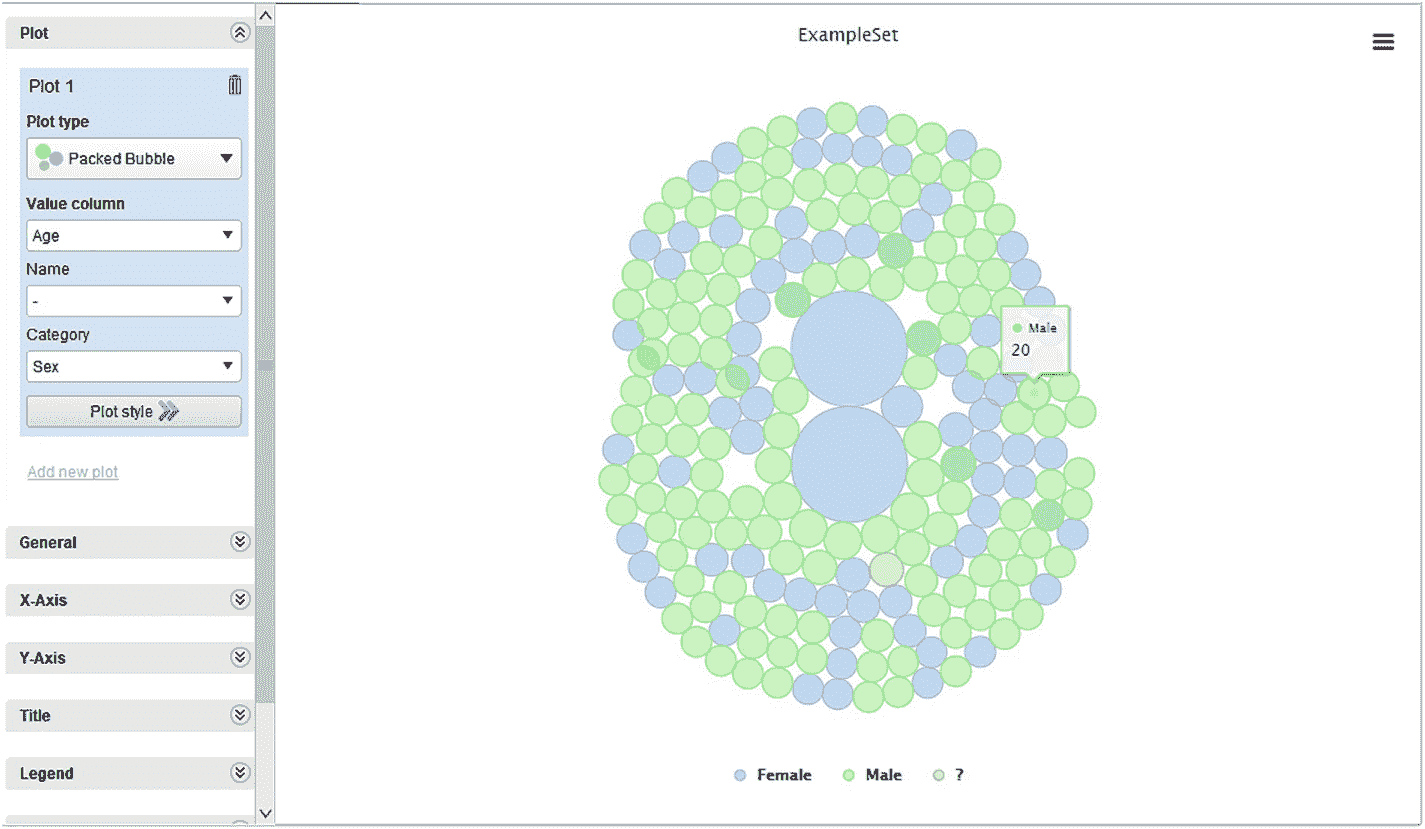 Plot
Plot 1
Plot type
Packed Bubble
Value column
Age
Name
-
Category
Sex
Plot style
Add new plot
General
X-Axis
Y-Axis
Title
Legend
ExampleSet
Male
20
Female Male ?